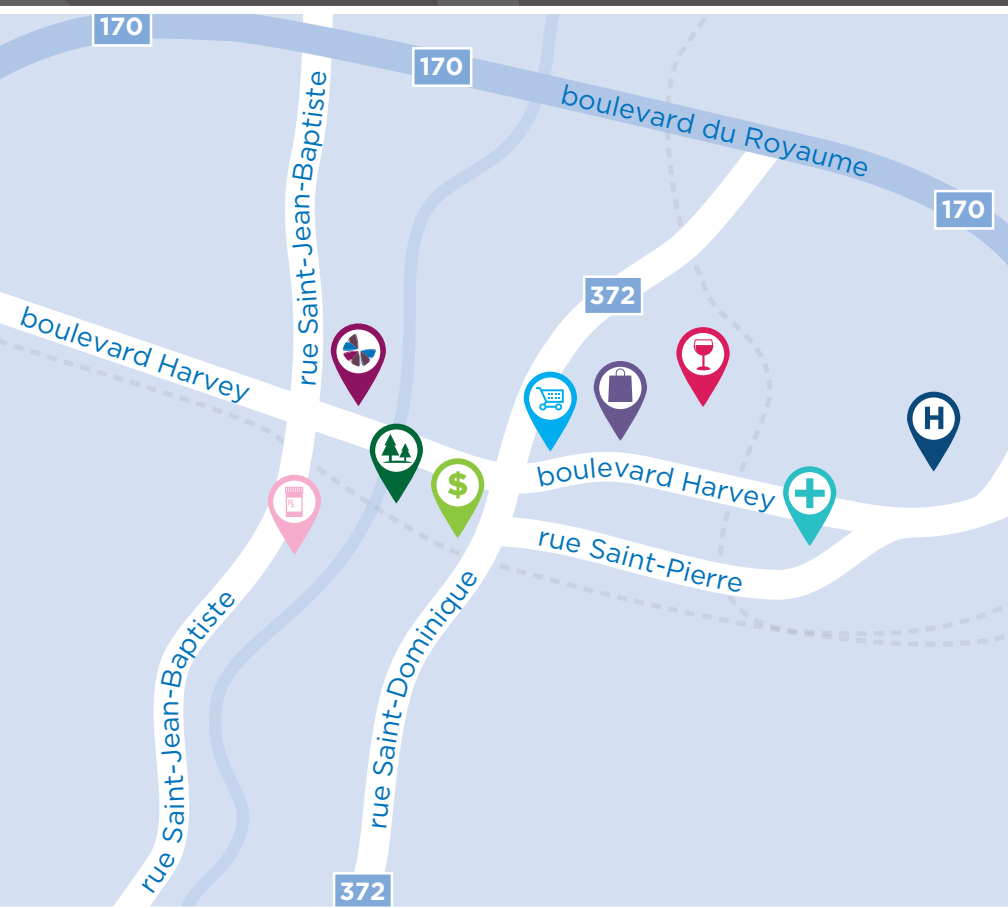 170
170
boulevard du Royaume
170
rue Saint-Jean-Baptiste
372
boulevard Harvey
H
boulevard Harvey
$
rue Saint-Pierre
Rx
rue Saint-Dominique
rue Saint-Jean-Baptiste
372